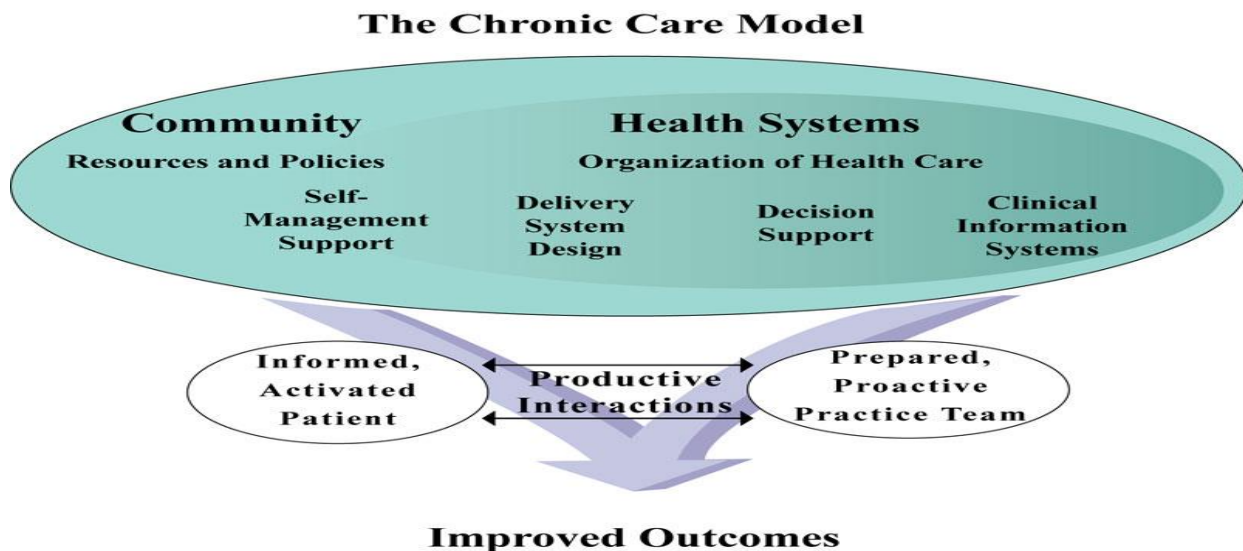 The Chronic Care Model
Community
Health Systems
Resources and Policies
Organization of Health Care
Self-
Management
Support
Delivery
System
Design
Decision
Support
Clinical
Information
Systems
Informed,
Activated
Patient
Productive
Interactions
Prepared,
Proactive
Practice Team
Improved Outcomes